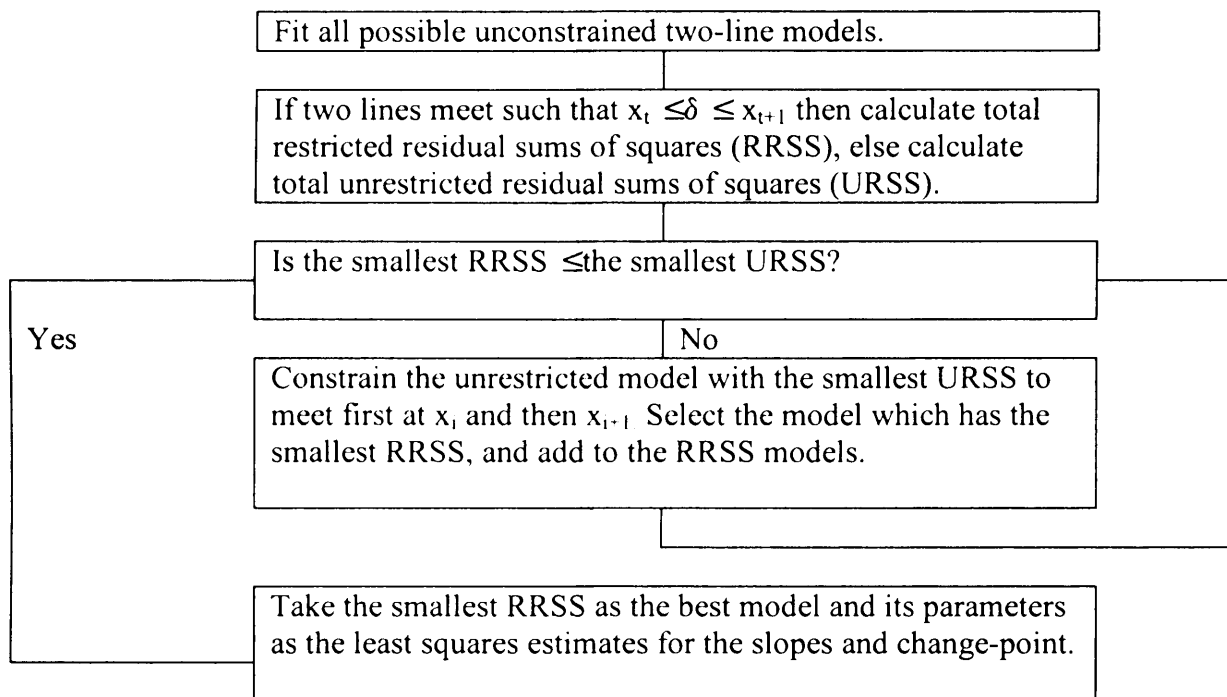 Fit all possible unconstrained two-line models.
If two lines meet such that xₜ ≤δ ≤ xₜ₊₁ then calculate total
restricted residual sums of squares (RRSS), else calculate
total unrestricted residual sums of squares (URSS).
Is the smallest RRSS ≤the smallest URSS?
Yes
No
Constrain the unrestricted model with the smallest URSS to
meet first at xᵢ and then xᵢ₊₁ Select the model which has the
smallest RRSS, and add to the RRSS models.
Take the smallest RRSS as the best model and its parameters
as the least squares estimates for the slopes and change-point.